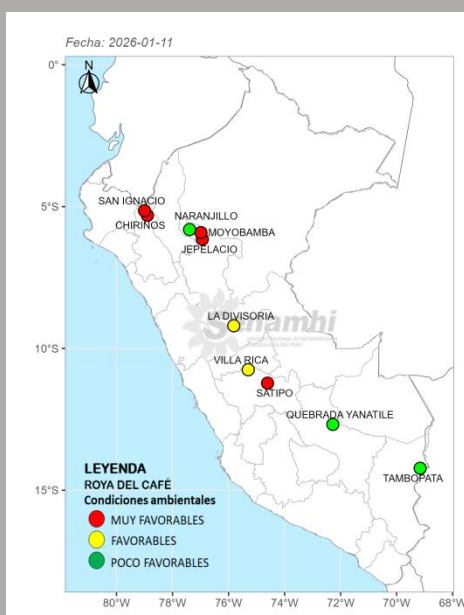 Fecha: 2026-01-11
N
0°
5°S
10°S
15°S
SAN IGNACIO
CHIRINOS
NARANJILLO
MOYOBAMBA
JEPELACIO
LA DIVISORIA
Senamhi
VILLA RICA
SATIPO
QUEBRADA YANATILE
TAMBOPATA
LEYENDA
ROYA DEL CAFÉ
Condiciones ambientales
MUY FAVORABLES
FAVORABLES
POCO FAVORABLES
80°W 78°W 76°W 74°W 72°W 70°W 68°W